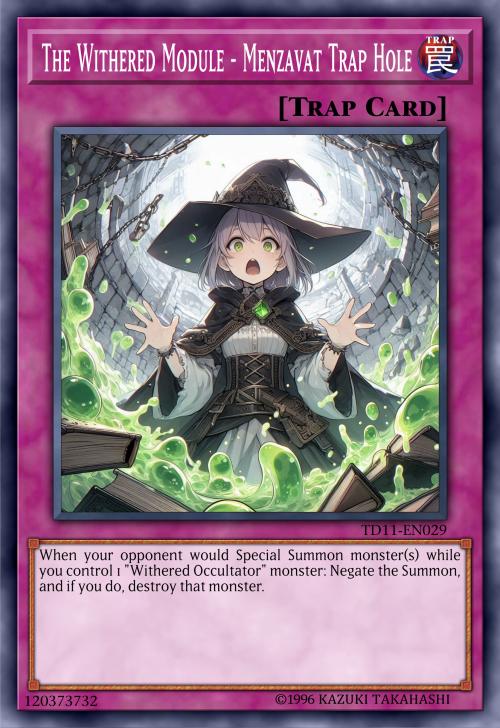 The Withered Module - Menzavat Trap Hole
TRAP
罠
[Trap Card]
TD11-EN029
When your opponent would Special Summon monster(s) while
you control 1 "Withered Occultator" monster: Negate the Summon,
and if you do, destroy that monster.
120373732
©1996 KAZUKI TAKAHASHI